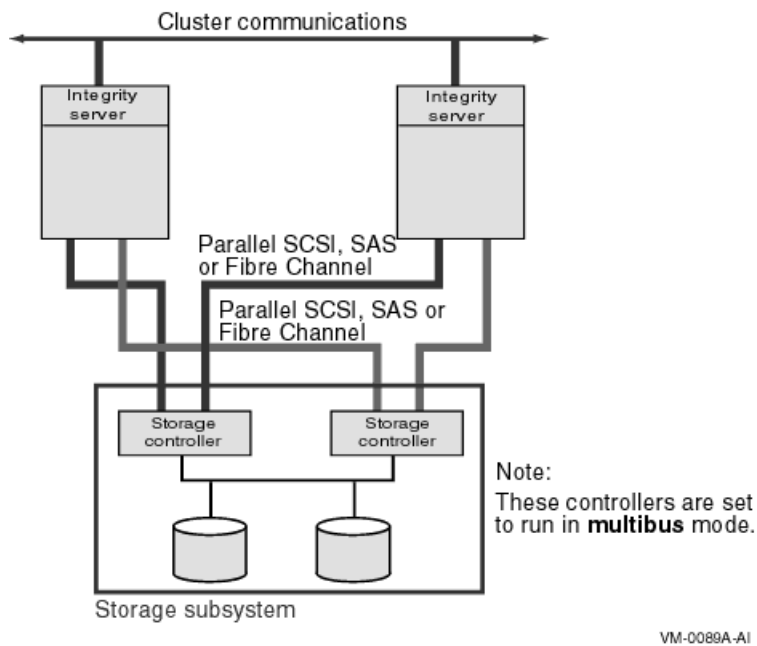 Cluster communications
Integrity
server
Integrity
server
Parallel SCSI, SAS
or Fibre Channel
Parallel SCSI, SAS or
Fibre Channel
Storage
controller
Storage
controller
Note:
These controllers are set
to run in multibus mode.
Storage subsystem
VM-0089A-AI